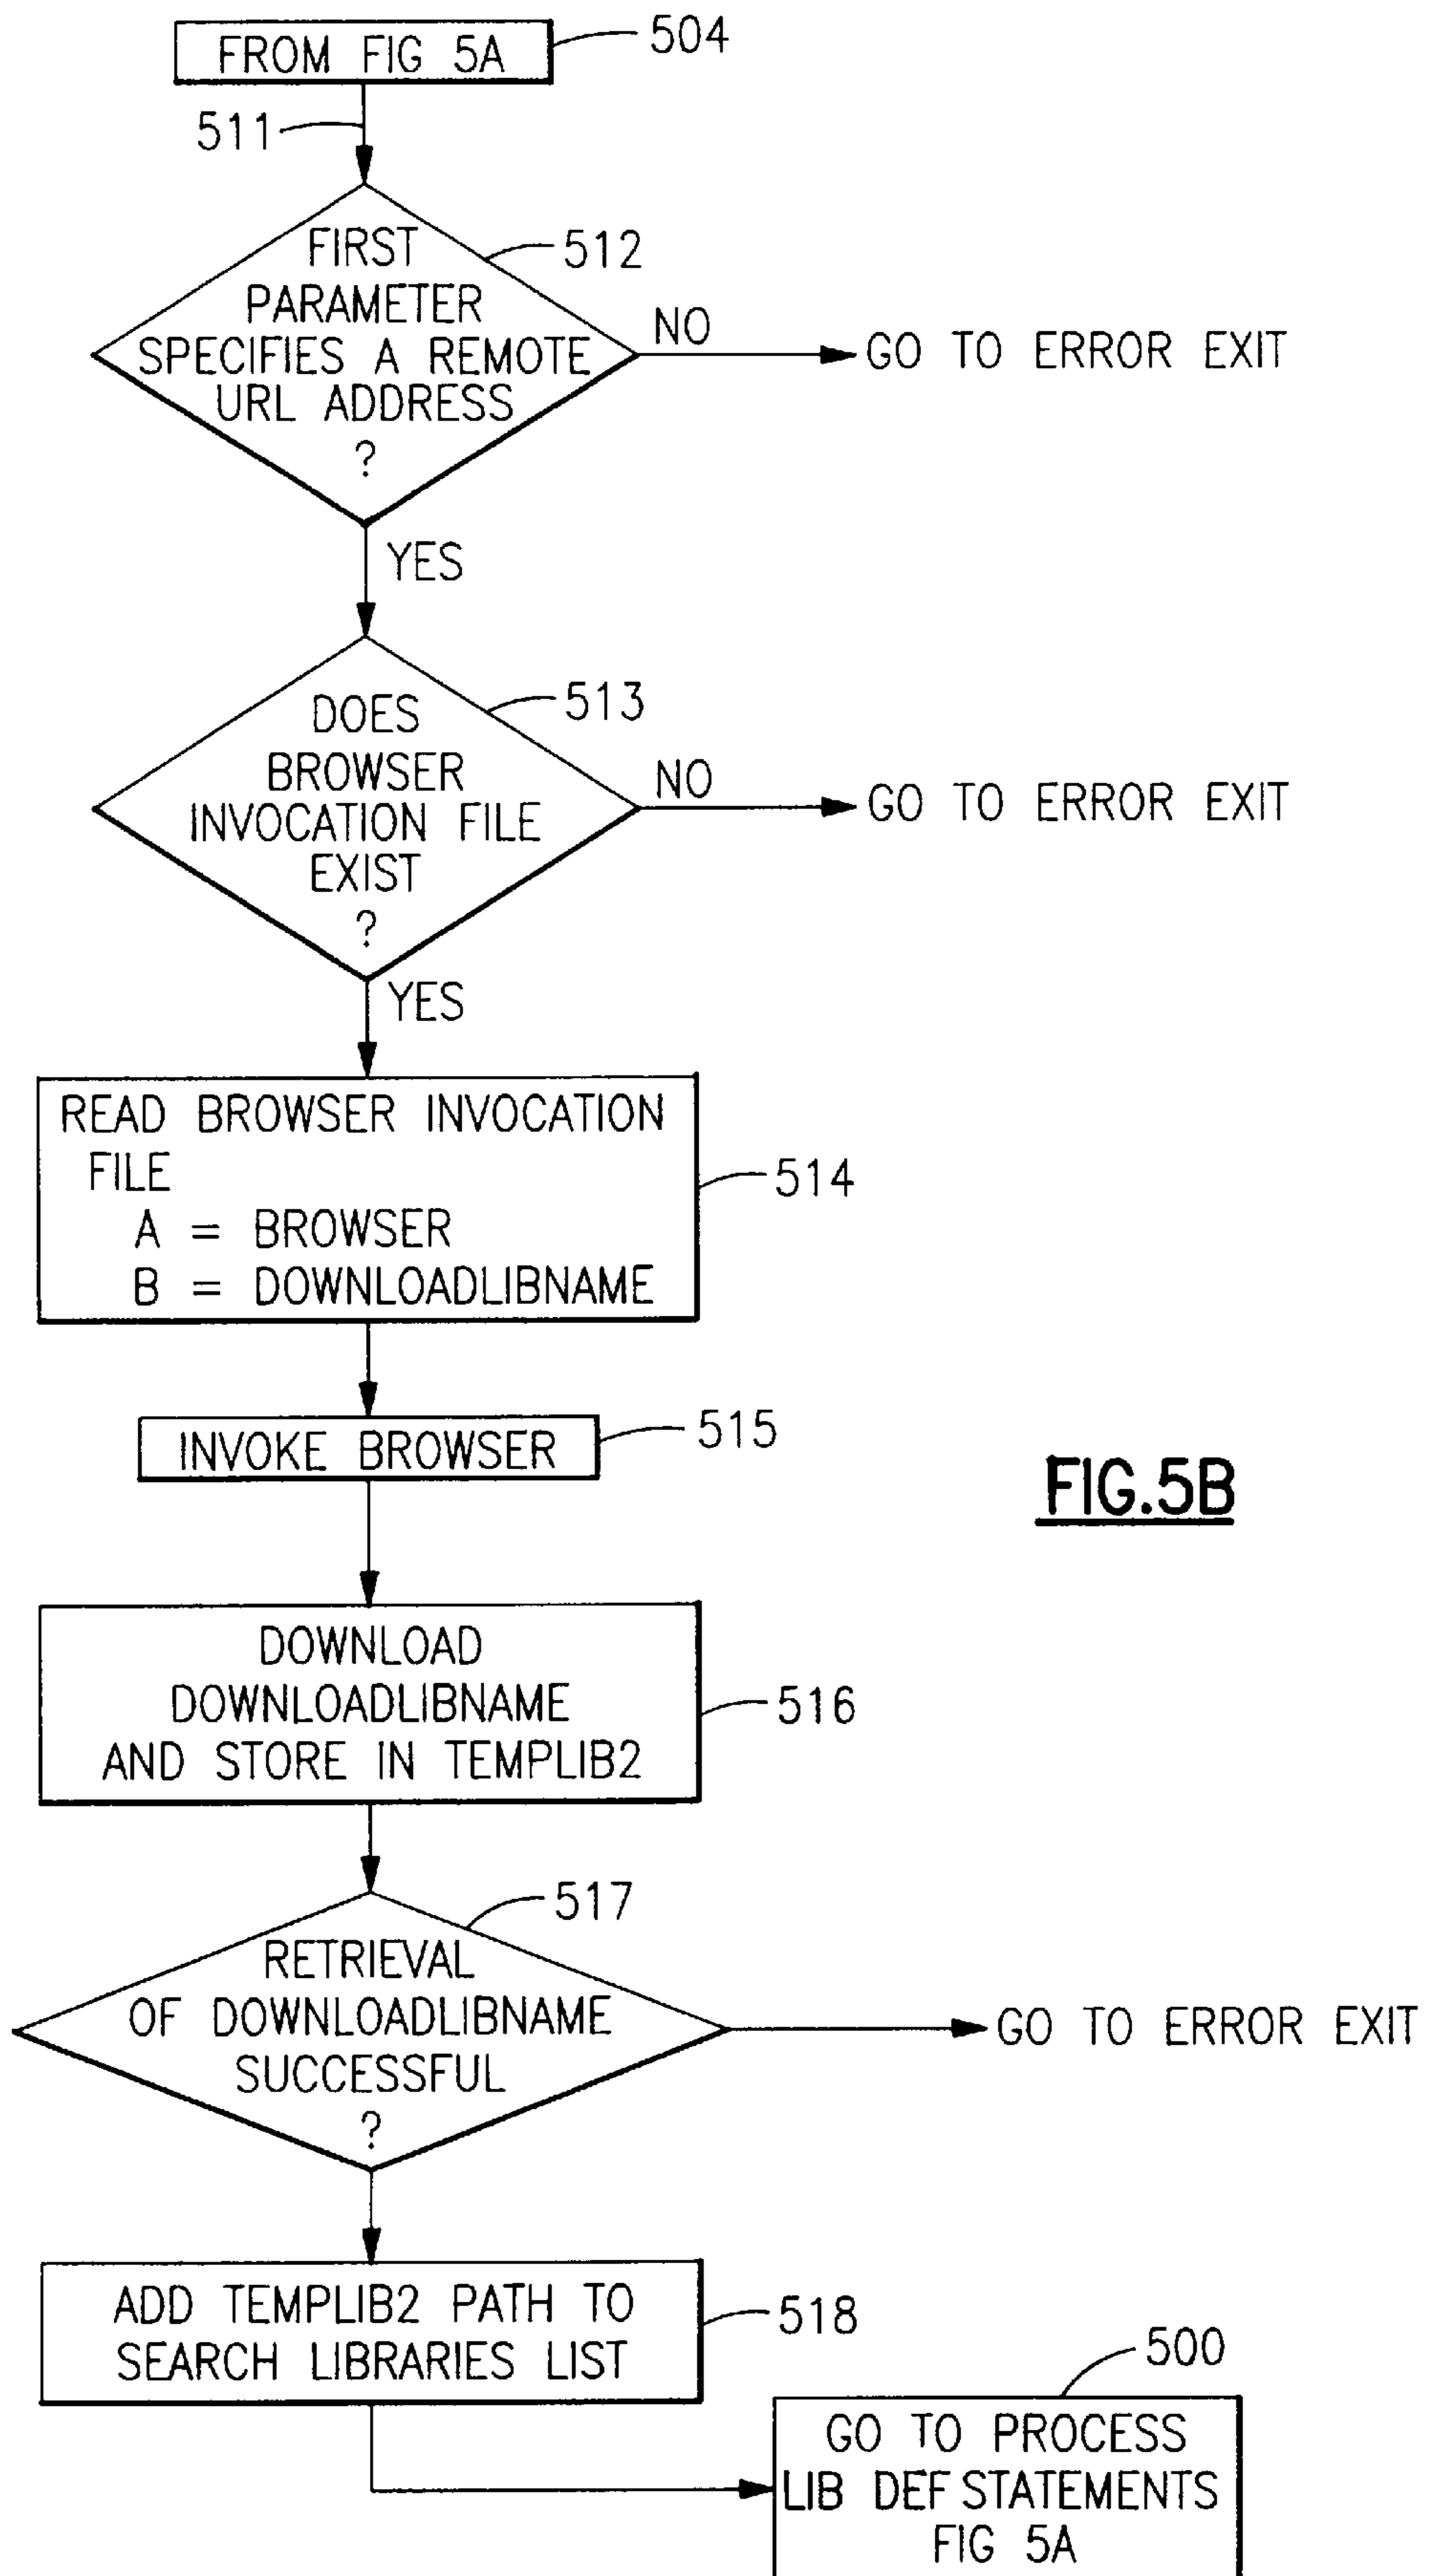 FROM FIG 5A
504
511
FIRST
PARAMETER
SPECIFIES A REMOTE
URL ADDRESS
?
512
NO
GO TO ERROR EXIT
YES
DOES
BROWSER
INVOCATION FILE
EXIST
?
513
NO
GO TO ERROR EXIT
YES
READ BROWSER INVOCATION
FILE
A = BROWSER
B = DOWNLOADLIBNAME
514
INVOKE BROWSER
515
FIG.5B
DOWNLOAD
DOWNLOADLIBNAME
AND STORE IN TEMPLIB2
516
517
RETRIEVAL
OF DOWNLOADLIBNAME
SUCCESSFUL
?
GO TO ERROR EXIT
ADD TEMPLIB2 PATH TO
SEARCH LIBRARIES LIST
518
500
GO TO PROCESS
LIB DEF STATEMENTS
FIG 5A